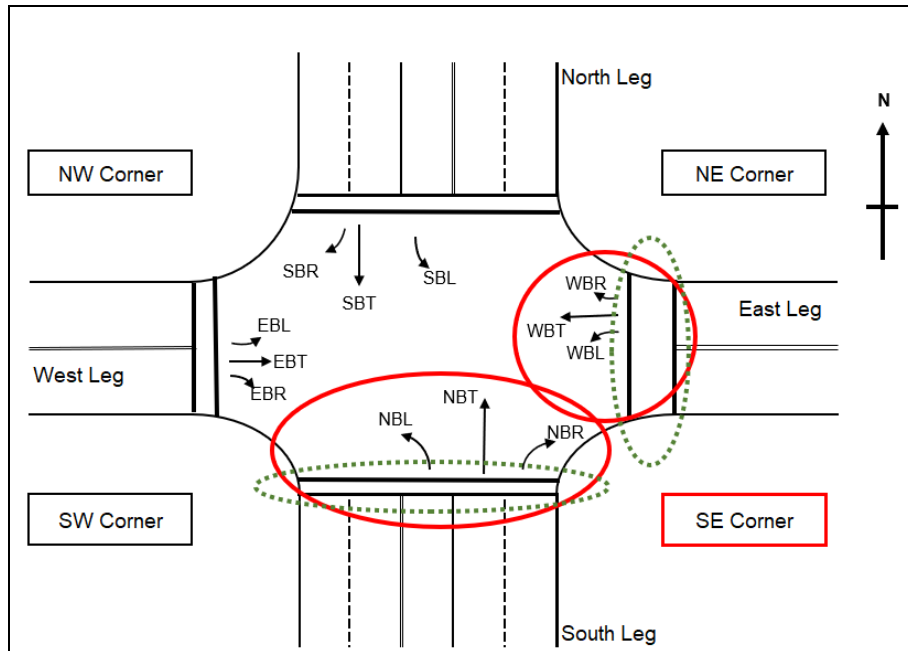 North Leg
N
NW Corner
NE Corner
SBR
SBT
SBL
WBR
WBT
WBL
East Leg
EBL
EBT
EBR
West Leg
NBL
NBT
NBR
SW Corner
SE Corner
South Leg